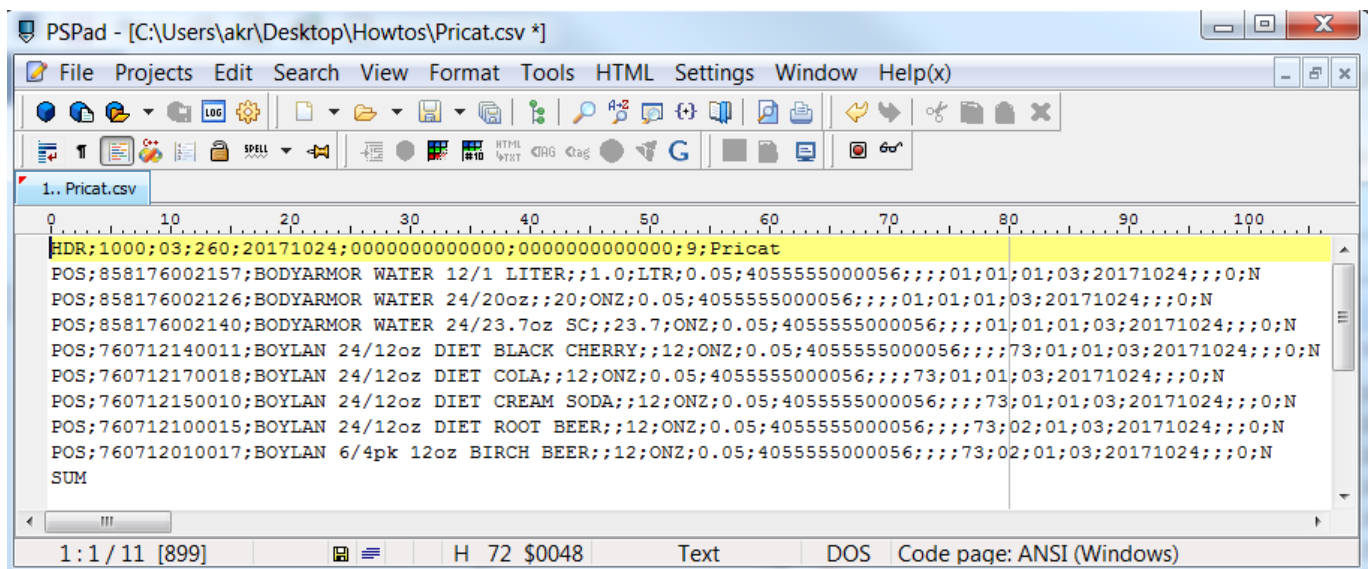 PSPad - [C:\Users\akr\Desktop\Howtos\Pricat.csv *]
File Projects Edit Search View Format Tools HTML Settings Window Help(x)
LOG A→Z
¶ C++ SPELL #10 HTML TXT G
1.. Pricat.csv
0 10 20 30 40 50 60 70 80 90 100
HDR;1000;03;260;20171024;0000000000000;0000000000000;9;Pricat
POS;858176002157;BODYARMOR WATER 12/1 LITER;;1.0;LTR;0.05;4055555000056;;;;01;01;01;03;20171024;;;0;N
POS;858176002126;BODYARMOR WATER 24/20oz;;20;ONZ;0.05;4055555000056;;;;01;01;01;03;20171024;;;0;N
POS;858176002140;BODYARMOR WATER 24/23.7oz SC;;23.7;ONZ;0.05;4055555000056;;;;01;01;01;03;20171024;;;0;N
POS;760712140011;BOYLAN 24/12oz DIET BLACK CHERRY;;12;ONZ;0.05;4055555000056;;;;73;01;01;03;20171024;;;0;N
POS;760712170018;BOYLAN 24/12oz DIET COLA;;12;ONZ;0.05;4055555000056;;;;73;01;01;03;20171024;;;0;N
POS;760712150010;BOYLAN 24/12oz DIET CREAM SODA;;12;ONZ;0.05;4055555000056;;;;73;01;01;03;20171024;;;0;N
POS;760712100015;BOYLAN 24/12oz DIET ROOT BEER;;12;ONZ;0.05;4055555000056;;;;73;02;01;03;20171024;;;0;N
POS;760712010017;BOYLAN 6/4pk 12oz BIRCH BEER;;12;ONZ;0.05;4055555000056;;;;73;02;01;03;20171024;;;0;N
SUM
1 : 1 / 11 [899] H 72 $0048 Text DOS Code page: ANSI (Windows)